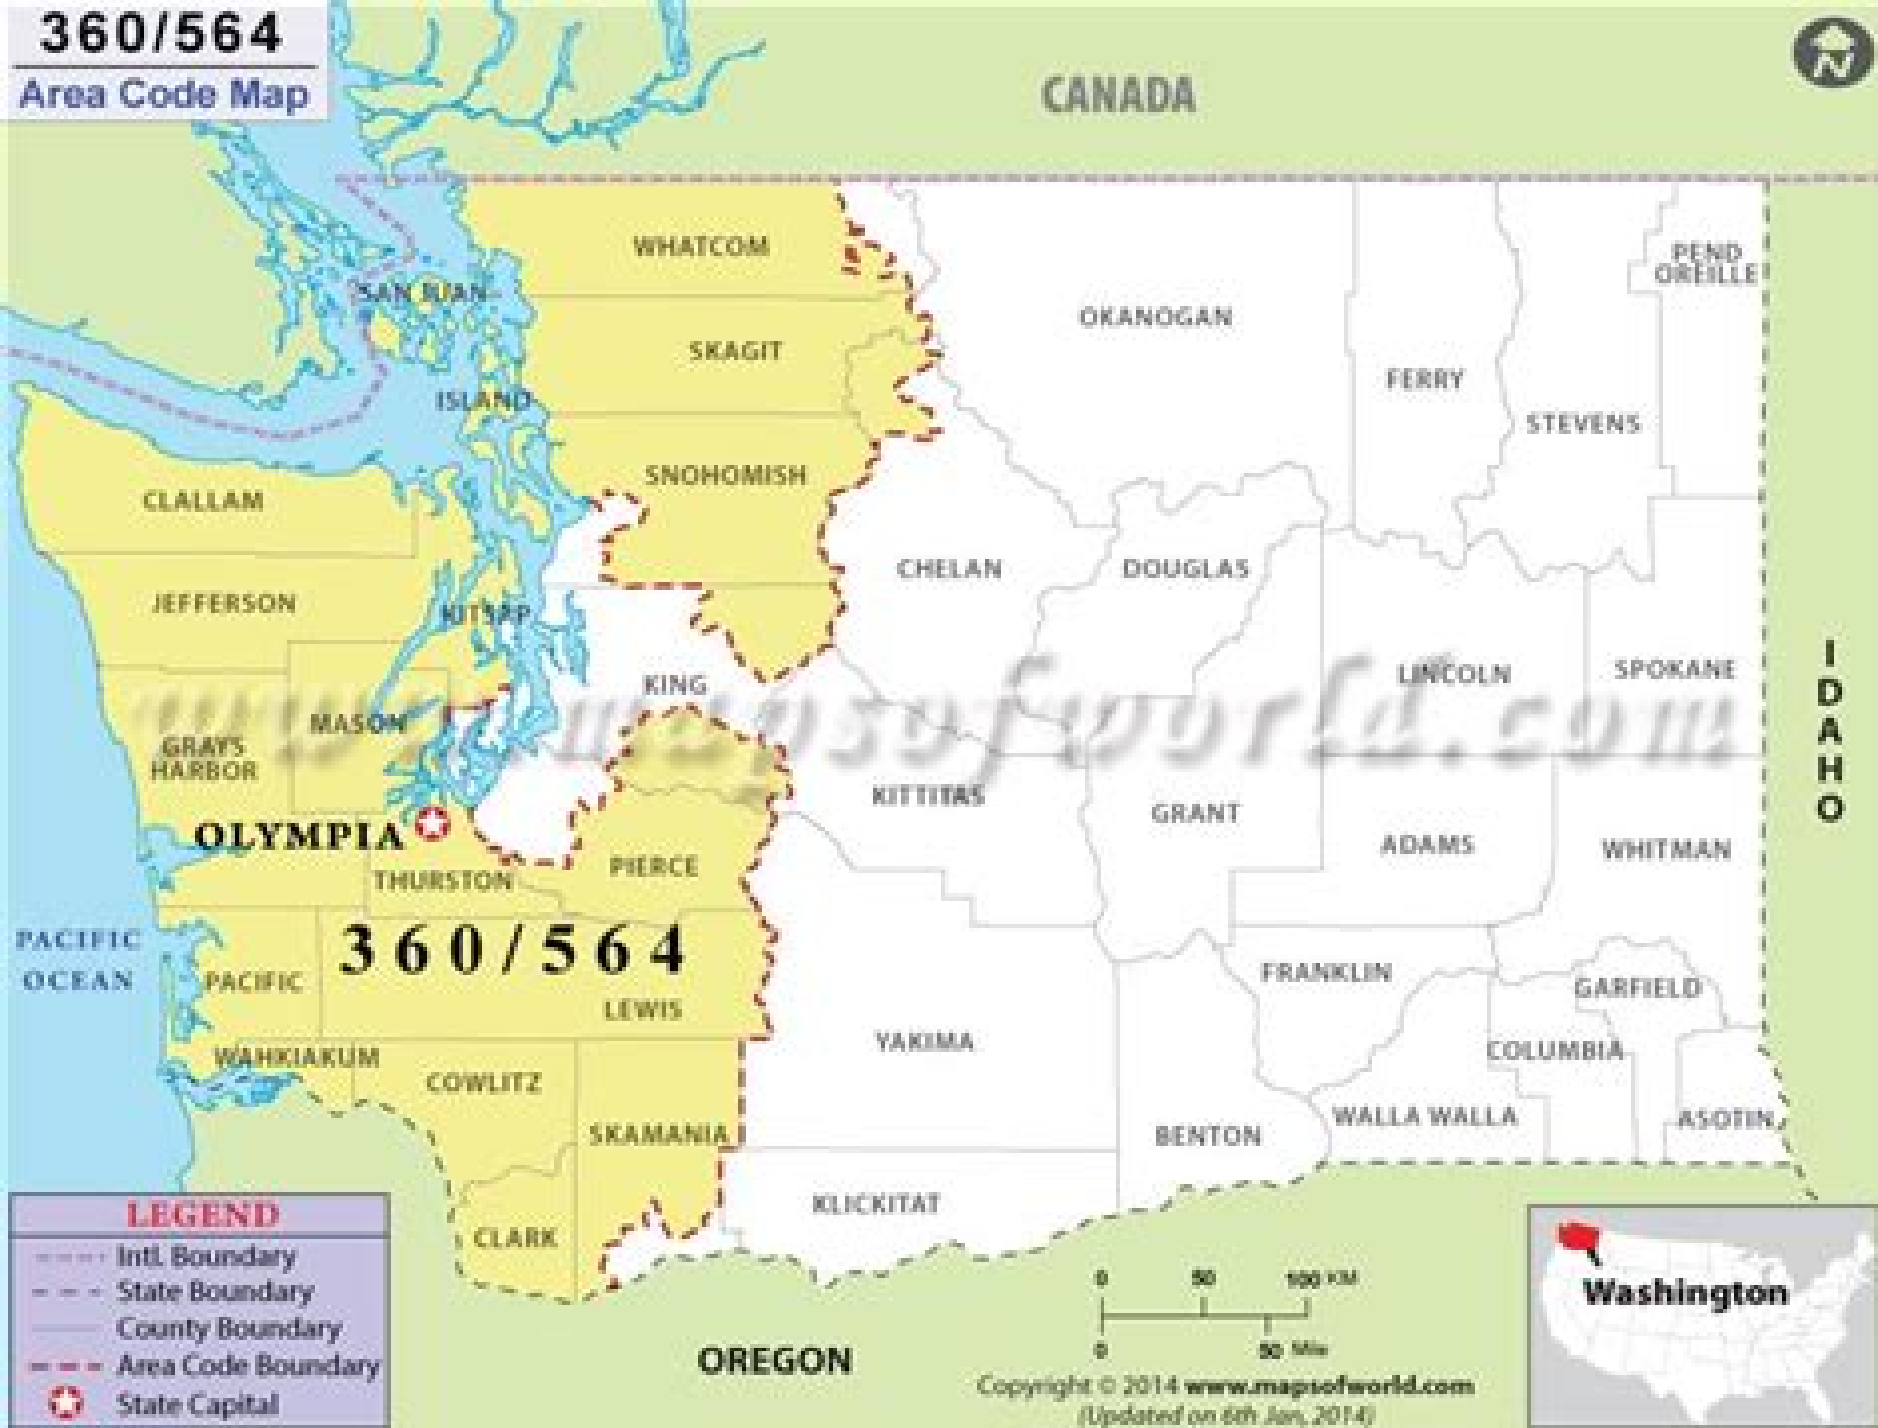 360/564
Area Code Map
CANADA
N
WHATCOM
PEND
OREILLE
SAN JUAN
OKANOGAN
SKAGIT
FERRY
ISLAND
STEVENS
SNOHOMISH
CLALLAM
CHELAN
DOUGLAS
JEFFERSON
KITSAP
LINCOLN
SPOKANE
KING
IDAHO
www.mapsofworld.com
MASON
GRAYS
HARBOR
KITTITAS
GRANT
OLYMPIA
ADAMS
WHITMAN
PIERCE
THURSTON
PACIFIC
OCEAN
360/564
PACIFIC
FRANKLIN
GARFIELD
LEWIS
YAKIMA
WAHKIAKUM
COLUMBIA
COWLITZ
SKAMANIA
BENTON
WALLA WALLA
ASOTIN
KLICKITAT
CLARK
LEGEND
Intl. Boundary
State Boundary
County Boundary
Area Code Boundary
State Capital
OREGON
0 50 100 KM
0 50 Mile
Copyright © 2014 www.mapsofworld.com
(Updated on 6th Jan, 2014)
Washington